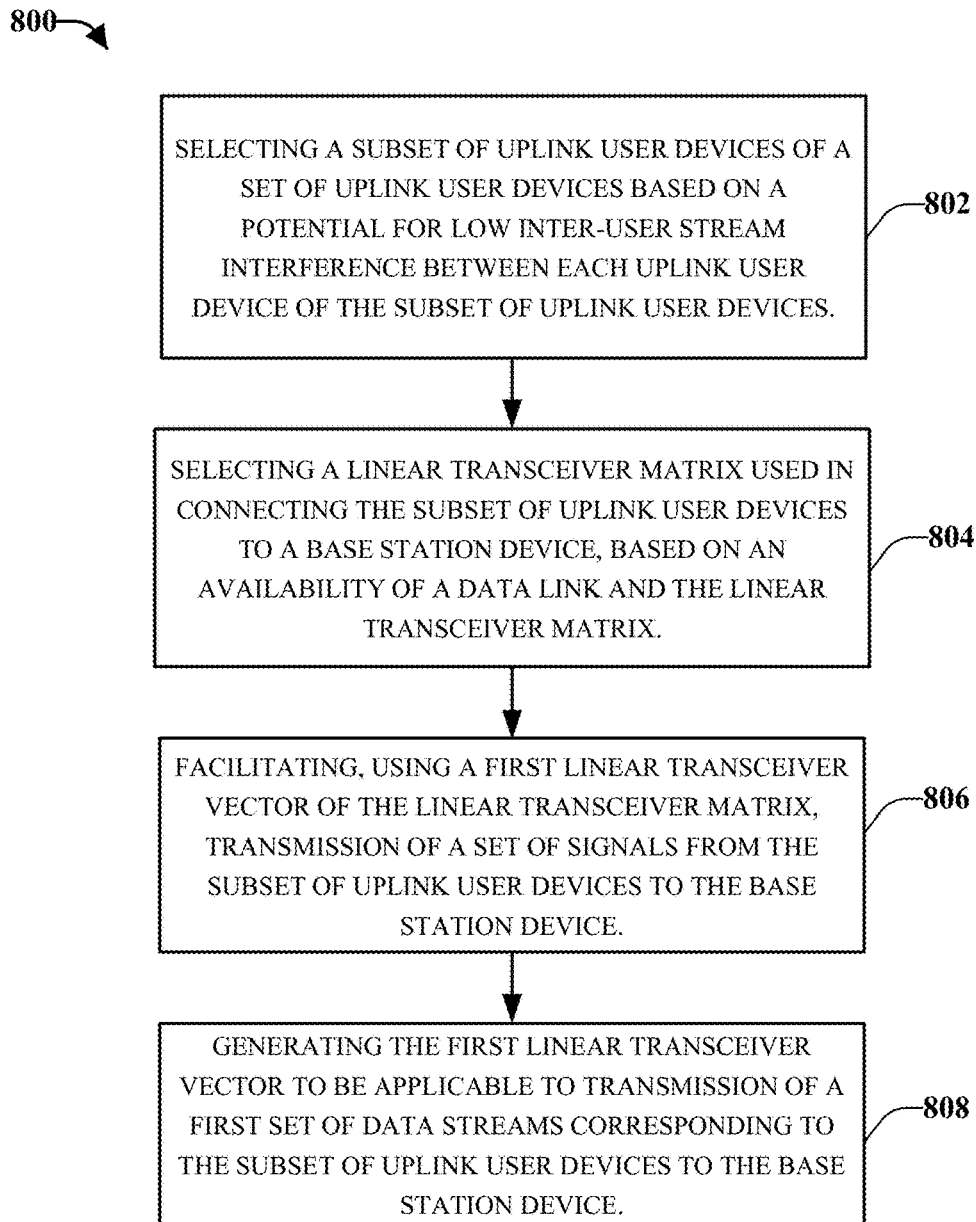 800
SELECTING A SUBSET OF UPLINK USER DEVICES OF A
SET OF UPLINK USER DEVICES BASED ON A
POTENTIAL FOR LOW INTER-USER STREAM
INTERFERENCE BETWEEN EACH UPLINK USER
DEVICE OF THE SUBSET OF UPLINK USER DEVICES.
802
SELECTING A LINEAR TRANSCEIVER MATRIX USED IN
CONNECTING THE SUBSET OF UPLINK USER DEVICES
TO A BASE STATION DEVICE, BASED ON AN
AVAILABILITY OF A DATA LINK AND THE LINEAR
TRANSCEIVER MATRIX.
804
FACILITATING, USING A FIRST LINEAR TRANSCEIVER
VECTOR OF THE LINEAR TRANSCEIVER MATRIX,
TRANSMISSION OF A SET OF SIGNALS FROM THE
SUBSET OF UPLINK USER DEVICES TO THE BASE
STATION DEVICE.
806
GENERATING THE FIRST LINEAR TRANSCEIVER
VECTOR TO BE APPLICABLE TO TRANSMISSION OF A
FIRST SET OF DATA STREAMS CORRESPONDING TO
THE SUBSET OF UPLINK USER DEVICES TO THE BASE
STATION DEVICE.
808